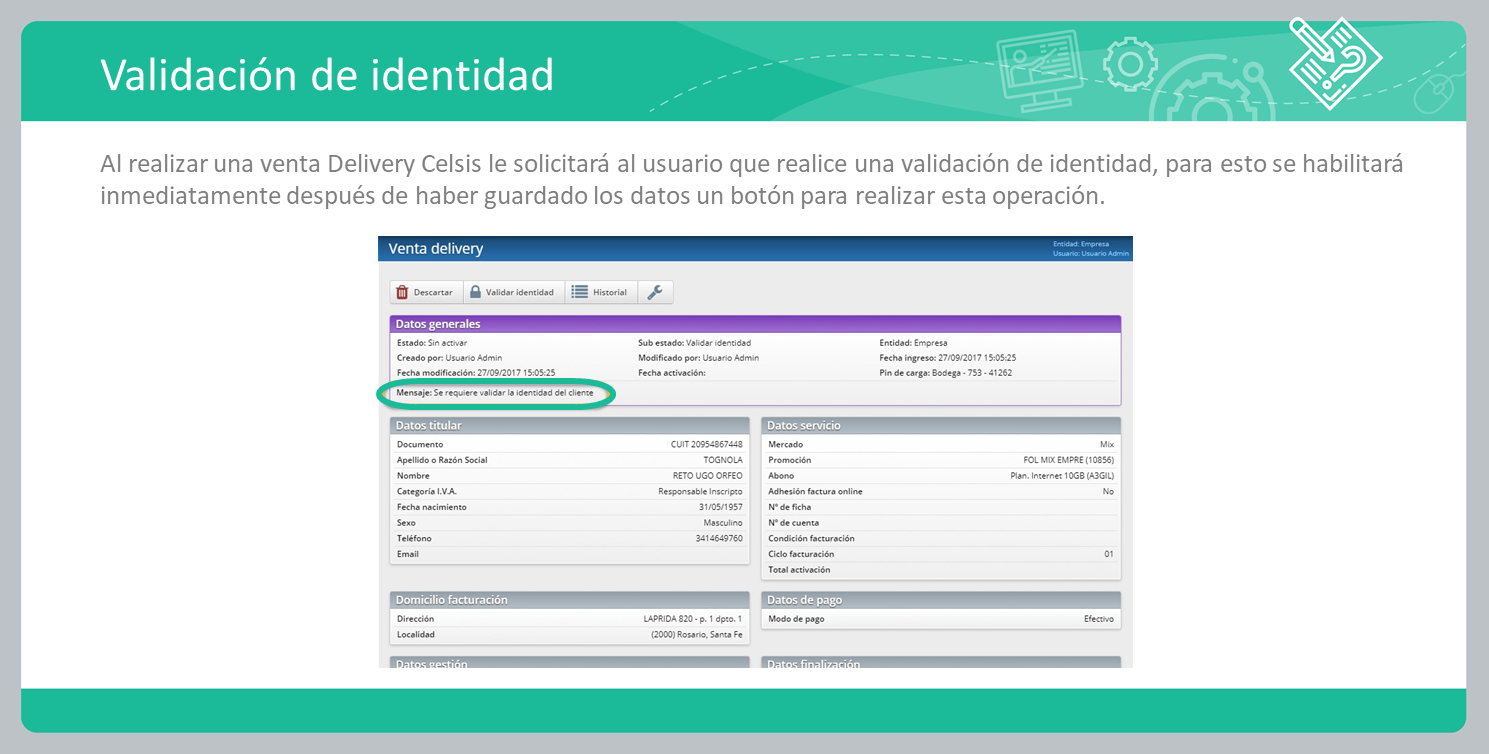 Validación de identidad
Al realizar una venta Delivery Celsis le solicitará al usuario que realice una validación de identidad, para esto se habilitará
inmediatamente después de haber guardado los datos un botón para realizar esta operación.
Venta delivery
Entidad: Empresa
Usuario: Usuario Admin
Descartar Validar identidad Historial
Datos generales
Estado: Sin activar Sub estado: Validar identidad Entidad: Empresa
Creado por: Usuario Admin Modificado por: Usuario Admin Fecha ingreso: 27/09/2017 15:05:25
Fecha modificación: 27/09/2017 15:05:25 Fecha activación: Pin de carga: Bodega - 753 - 41262
Mensaje: Se requiere validar la identidad del cliente
Datos titular
Documento CUIT 20954867448
Apellido o Razón Social TOGNOLA
Nombre RETO UGO ORFEO
Categoría I.V.A. Responsable Inscripto
Fecha nacimiento 31/05/1957
Sexo Masculino
Teléfono 3414649760
Email
Datos servicio
Mercado Mix
Promoción FOL MIX EMPRE (10856)
Abono Plan. Internet 10GB (A3GIL)
Adhesión factura online No
Nº de ficha
Nº de cuenta
Condición facturación
Ciclo facturación 01
Total activación
Domicilio facturación
Dirección LAPRIDA 820 - p. 1 dpto. 1
Localidad (2000) Rosario, Santa Fe
Datos de pago
Modo de pago Efectivo
Datos gestión
Datos finalización